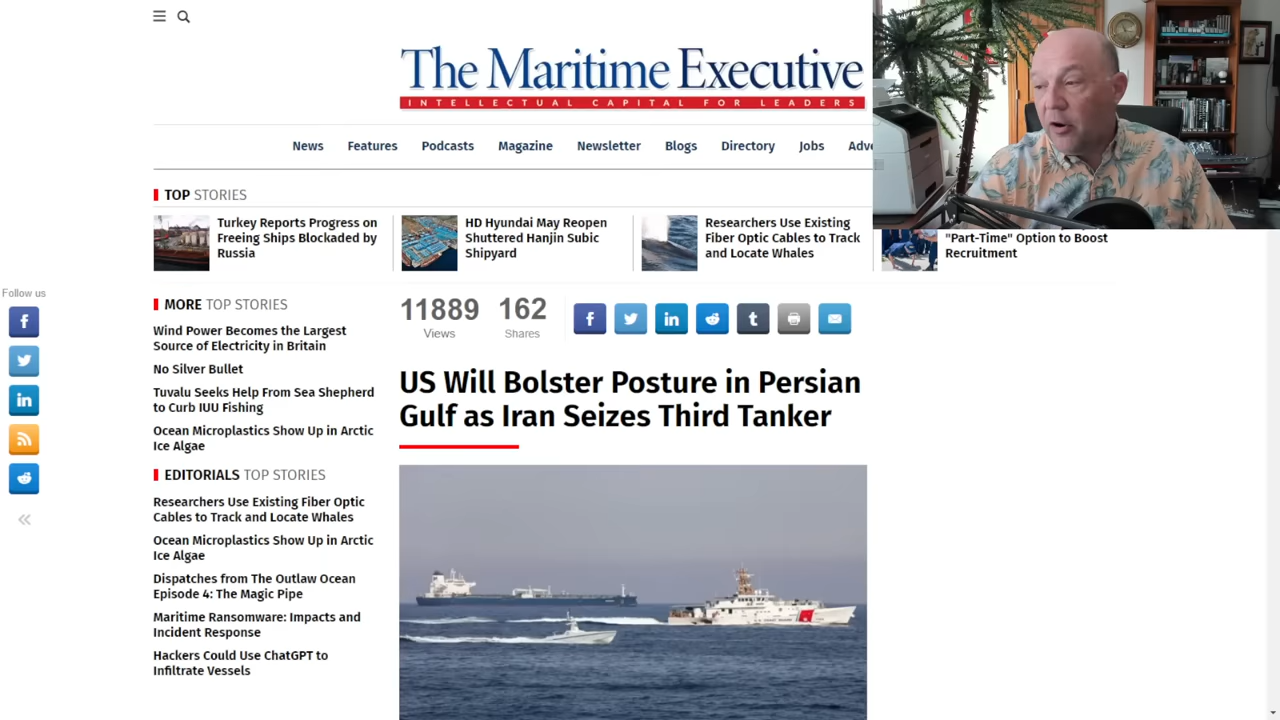 The Maritime Executive
INTELLECTUAL CAPITAL FOR LEADERS
News Features Podcasts Magazine Newsletter Blogs Directory Jobs Adve
TOP STORIES
Turkey Reports Progress on
Freeing Ships Blockaded by
Russia
HD Hyundai May Reopen
Shuttered Hanjin Subic
Shipyard
Researchers Use Existing
Fiber Optic Cables to Track
and Locate Whales
"Part-Time" Option to Boost
Recruitment
Follow us
MORE TOP STORIES
Wind Power Becomes the Largest
Source of Electricity in Britain
No Silver Bullet
Tuvalu Seeks Help From Sea Shepherd
to Curb IUU Fishing
Ocean Microplastics Show Up in Arctic
Ice Algae
EDITORIALS TOP STORIES
Researchers Use Existing Fiber Optic
Cables to Track and Locate Whales
Ocean Microplastics Show Up in Arctic
Ice Algae
Dispatches from The Outlaw Ocean
Episode 4: The Magic Pipe
Maritime Ransomware: Impacts and
Incident Response
Hackers Could Use ChatGPT to
Infiltrate Vessels
11889 162
Views Shares
US Will Bolster Posture in Persian
Gulf as Iran Seizes Third Tanker